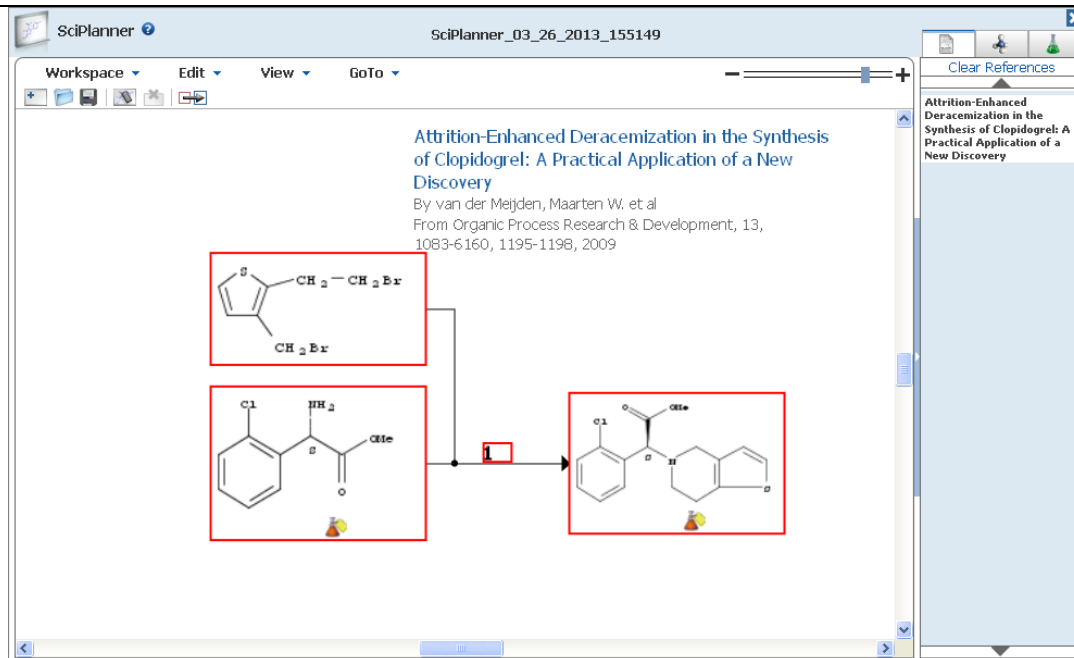 SciPlanner ?
SciPlanner_03_26_2013_155149
Workspace Edit View GoTo
Clear References
Attrition-Enhanced
Deracemization in the
Synthesis of Clopidogrel: A
Practical Application of a
New Discovery
Attrition-Enhanced Deracemization in the Synthesis
of Clopidogrel: A Practical Application of a New
Discovery
By van der Meijden, Maarten W. et al
From Organic Process Research & Development, 13,
1083-6160, 1195-1198, 2009
S
CH2—CH2Br
CH2Br
Cl NH2
OMe
S
O
1
O OMe
Cl
S N
S